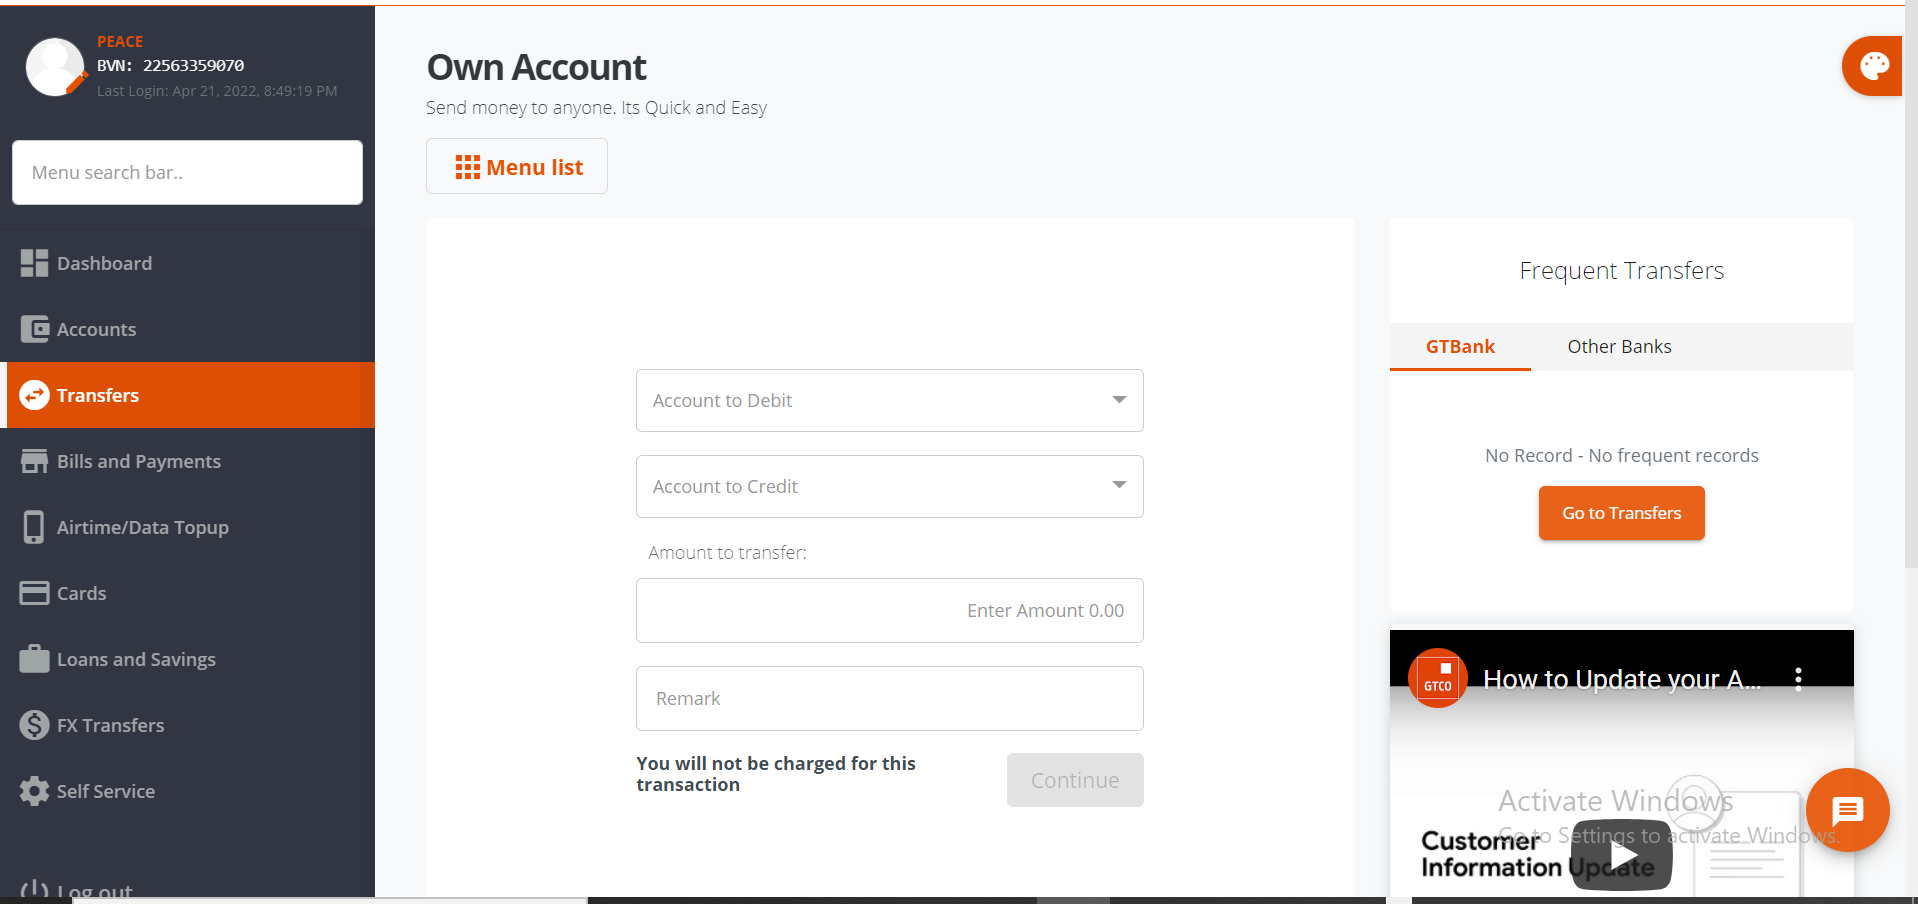 PEACE
BVN: 22563359070
Last Login: Apr 21, 2022, 8:49:19 PM
Menu search bar..
Dashboard
Accounts
Transfers
Bills and Payments
Airtime/Data Topup
Cards
Loans and Savings
FX Transfers
Self Service
Log out
Own Account
Send money to anyone. Its Quick and Easy
Menu list
Account to Debit
Account to Credit
Amount to transfer:
Enter Amount 0.00
Remark
You will not be charged for this
transaction
Continue
Frequent Transfers
GTBank Other Banks
No Record - No frequent records
Go to Transfers
GTCO
How to Update your A...
Activate Windows
Go to Settings to activate Windows.
Customer
Information Update